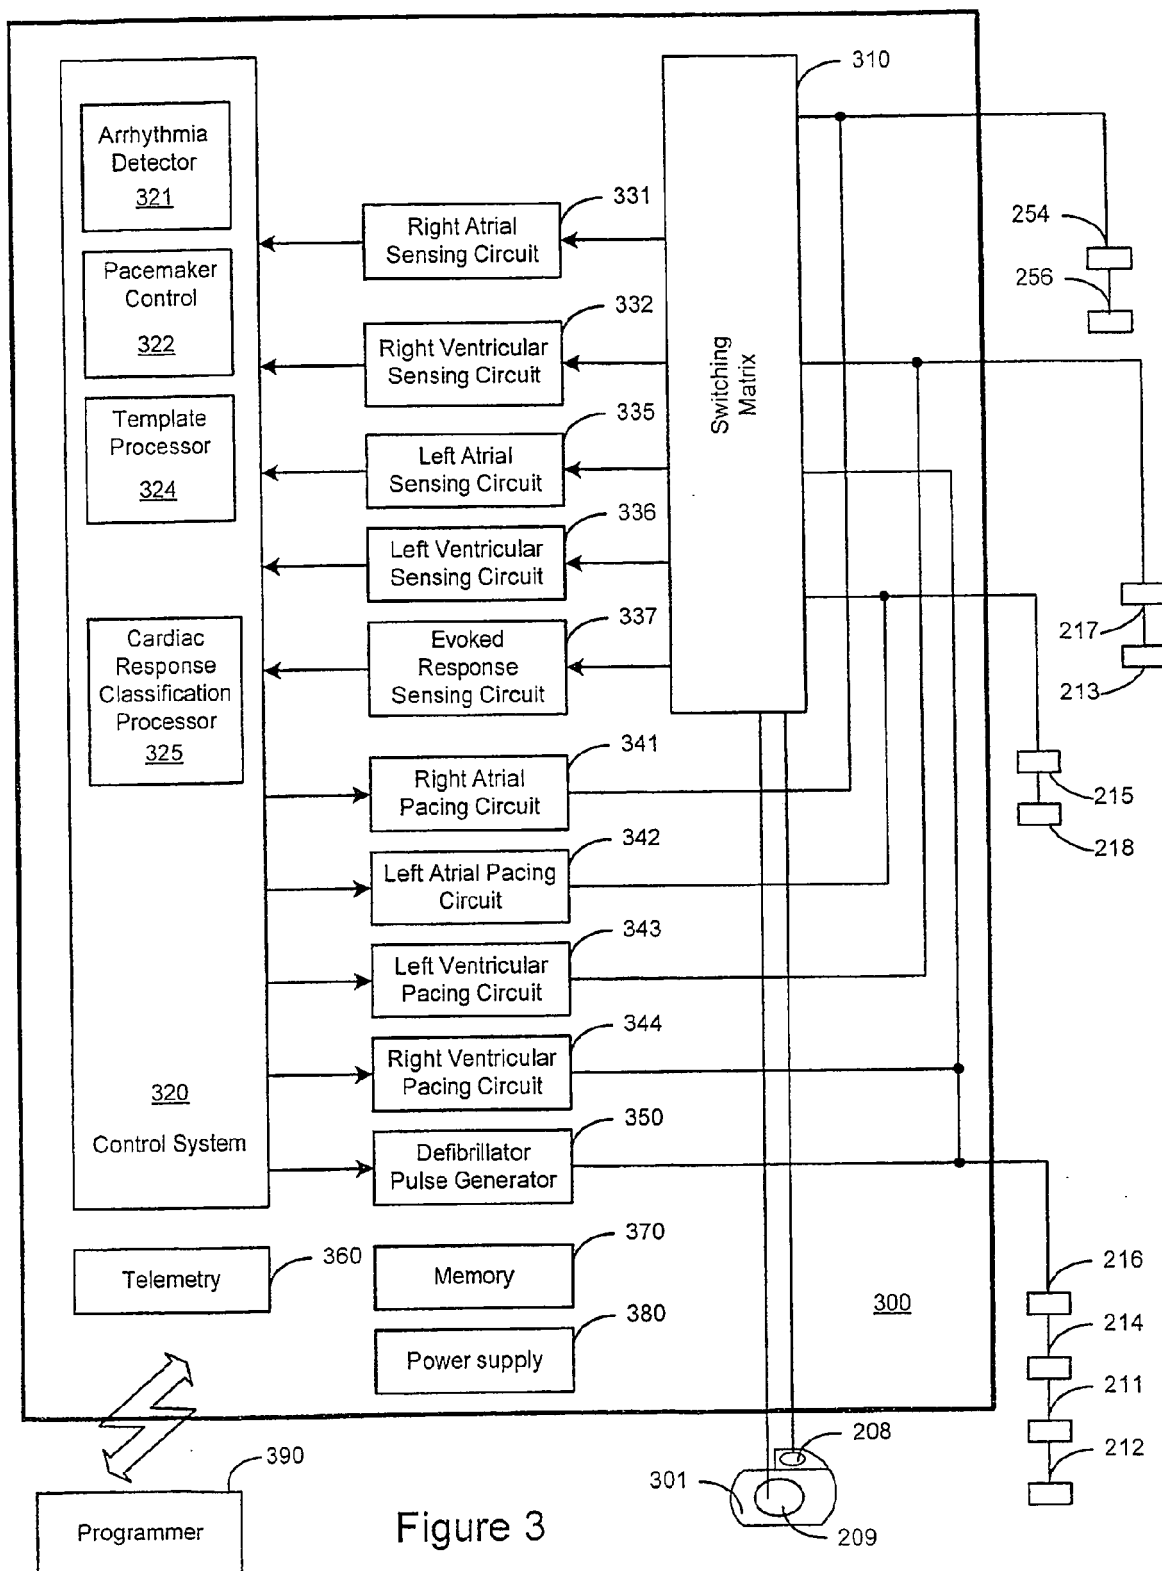 310
Arrhythmia
Detector
321
Pacemaker
Control
322
Template
Processor
324
Cardiac
Response
Classification
Processor
325
320
Control System
331
Right Atrial
Sensing Circuit
332
Right Ventricular
Sensing Circuit
335
Left Atrial
Sensing Circuit
336
Left Ventricular
Sensing Circuit
337
Evoked
Response
Sensing Circuit
341
Right Atrial
Pacing Circuit
342
Left Atrial Pacing
Circuit
343
Left Ventricular
Pacing Circuit
344
Right Ventricular
Pacing Circuit
350
Defibrillator
Pulse Generator
Switching
Matrix
254
256
217
213
215
218
216
214
211
212
Telemetry
360
370
Memory
380
Power supply
300
390
Programmer
208
301
209
Figure 3